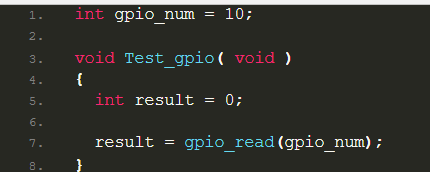 1. int gpio_num = 10;
2.
3. void Test_gpio( void )
4. {
5. int result = 0;
6.
7. result = gpio_read(gpio_num);
8. }